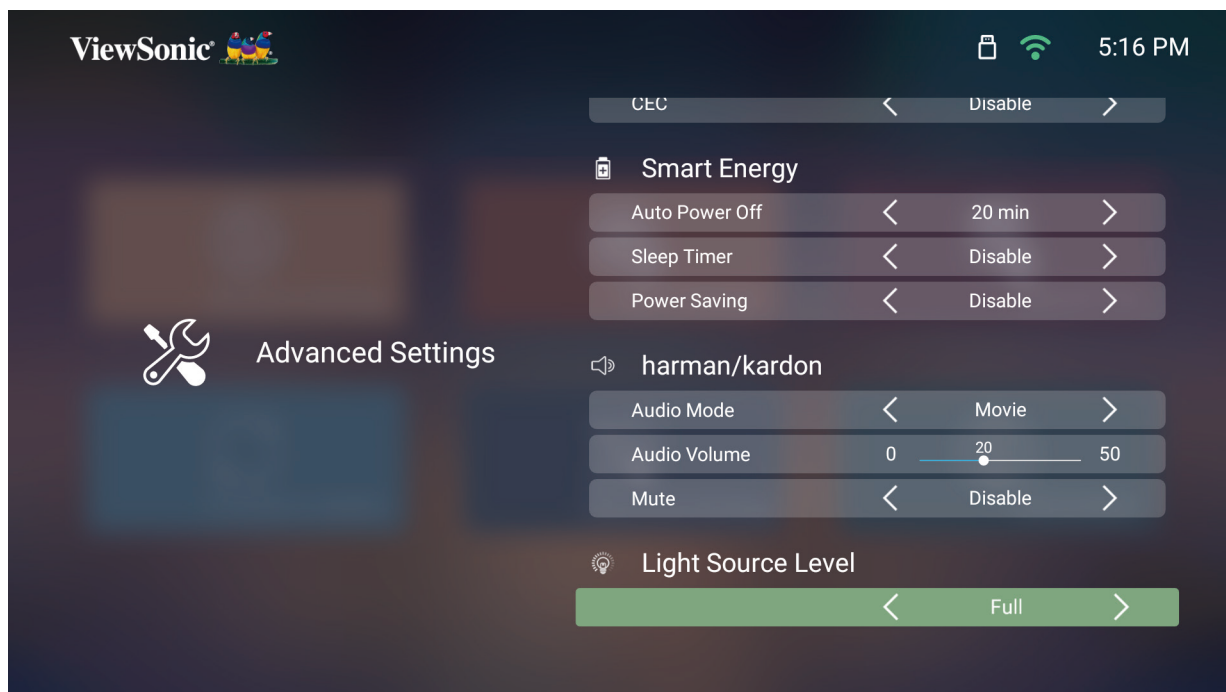 ViewSonic®
5:16 PM
CEC Disable
Smart Energy
Auto Power Off 20 min
Sleep Timer Disable
Power Saving Disable
Advanced Settings
harman/kardon
Audio Mode Movie
Audio Volume 0 20 50
Mute Disable
Light Source Level
Full